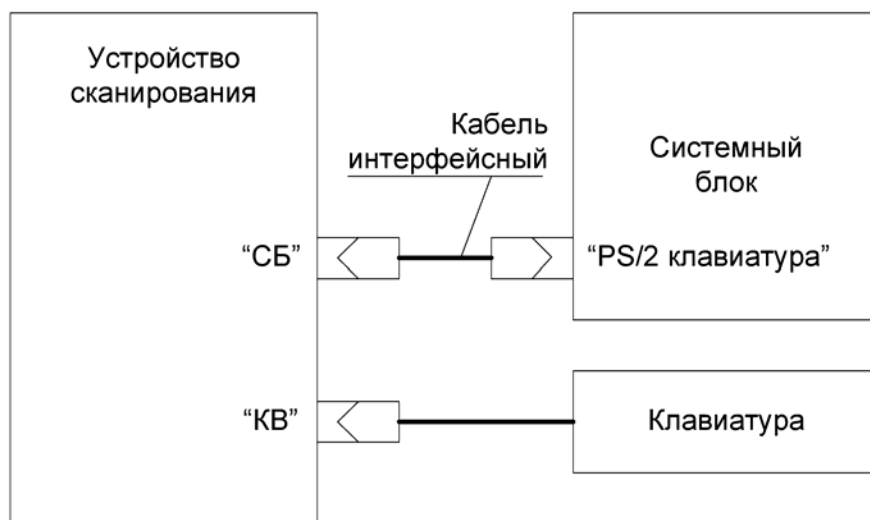 Устройство
сканирования
Кабель
интерфейсный
Системный
блок
“СБ”
“PS/2 клавиатура”
“КВ”
Клавиатура